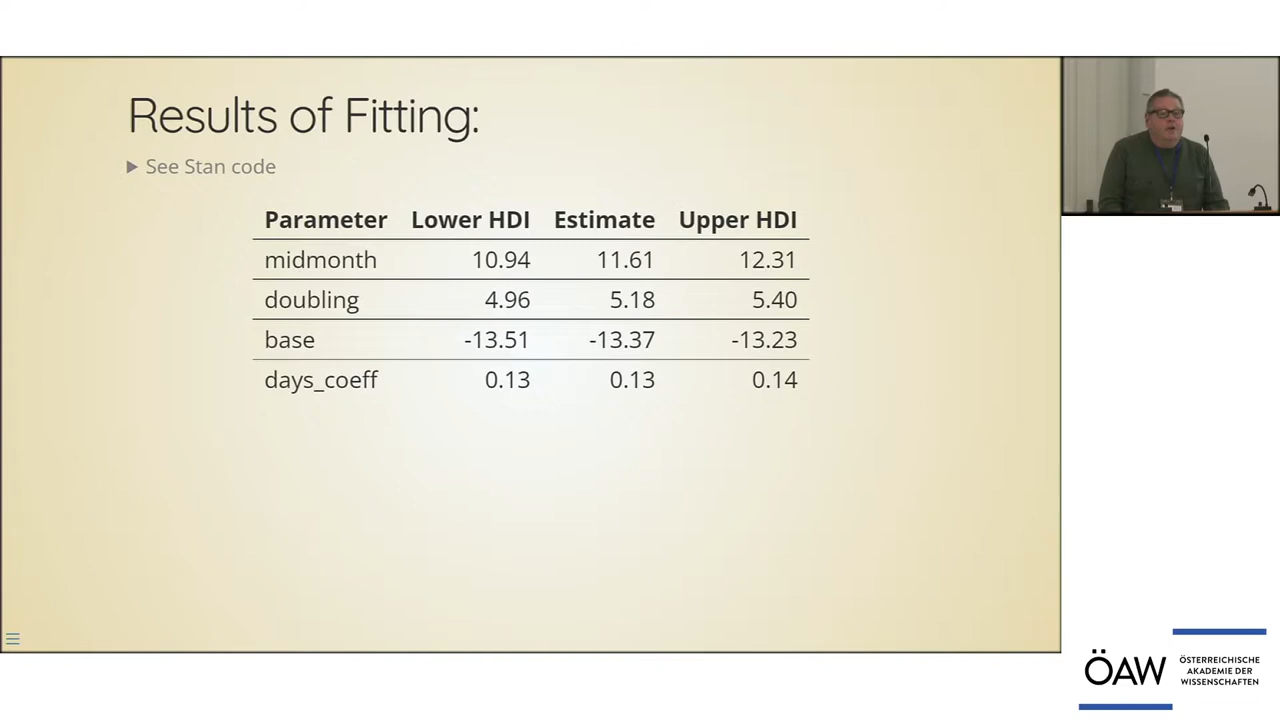 Results of Fitting:
▶ See Stan code
Parameter Lower HDI Estimate Upper HDI
midmonth 10.94 11.61 12.31
doubling 4.96 5.18 5.40
base -13.51 -13.37 -13.23
days_coeff 0.13 0.13 0.14
ÖAW
ÖSTERREICHISCHE
AKADEMIE DER
WISSENSCHAFTEN